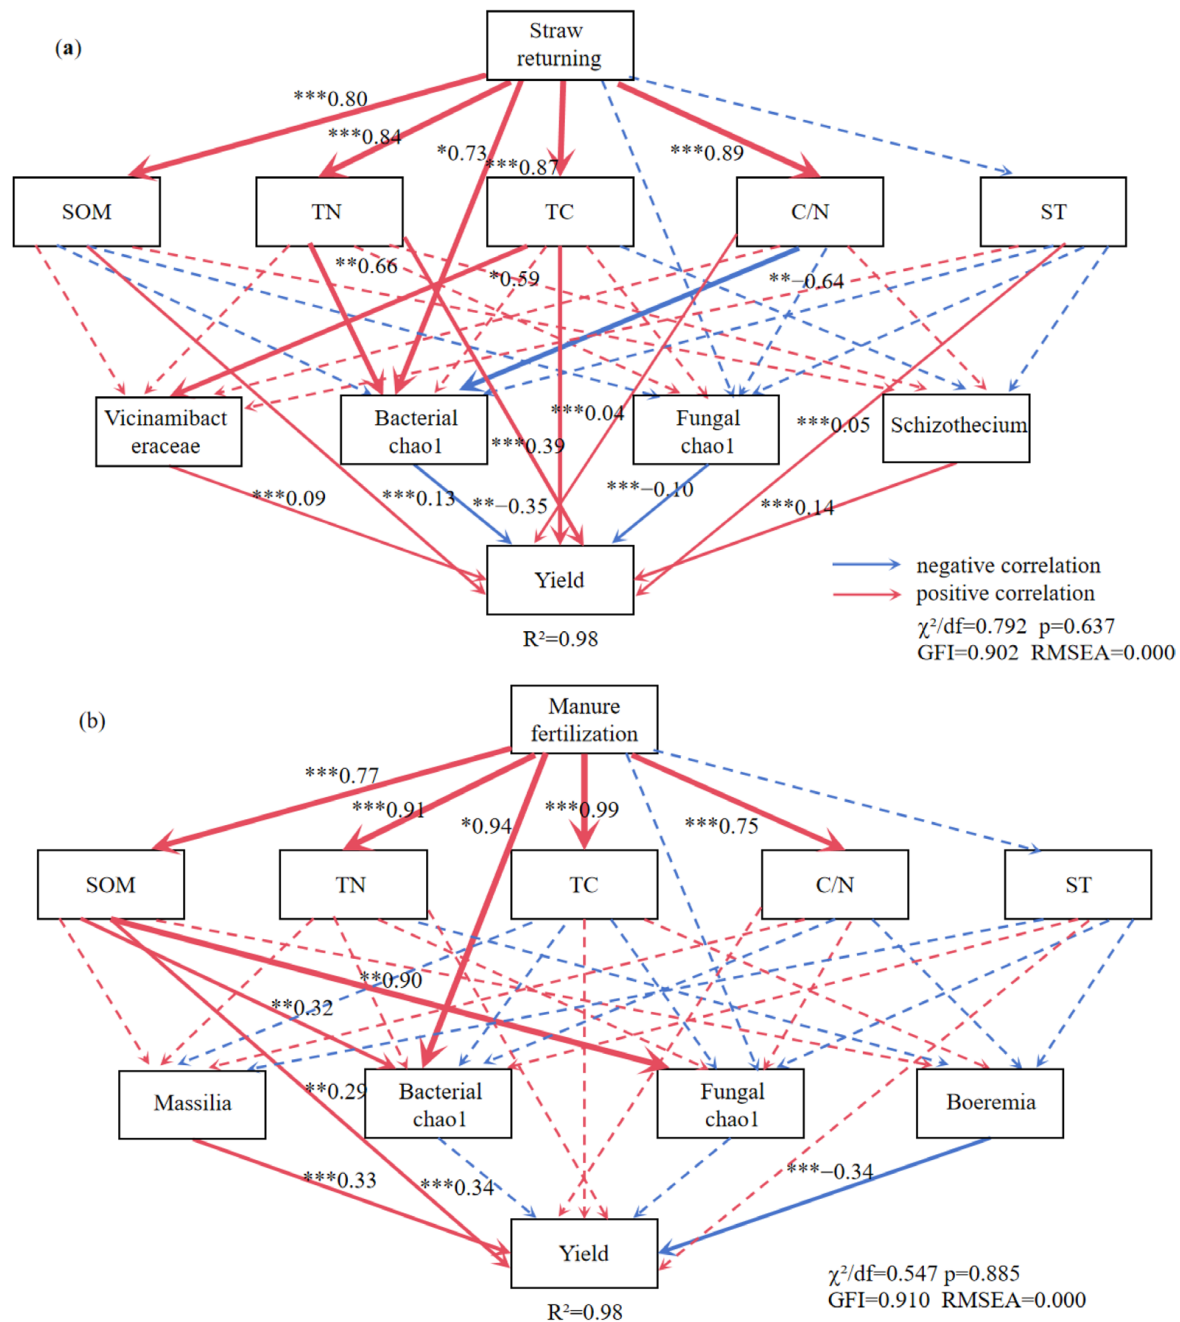 (a)
Straw
returning
***0.80
***0.84
*0.73
***0.87
***0.89
SOM
TN
TC
C/N
ST
**0.66
*0.59
**−0.64
Vicinamibact
eraceae
Bacterial
chao1
Fungal
chao1
Schizothecium
***0.04
***0.05
***0.39
***0.09
***0.13
**−0.35
***−0.10
***0.14
Yield
R²=0.98
negative correlation
positive correlation
χ²/df=0.792 p=0.637
GFI=0.902 RMSEA=0.000
(b)
Manure
fertilization
***0.77
***0.91
*0.94
***0.99
***0.75
SOM
TN
TC
C/N
ST
**0.90
**0.32
**0.29
Massilia
Bacterial
chao1
Fungal
chao1
Boeremia
***0.33
***0.34
***−0.34
Yield
R²=0.98
χ²/df=0.547 p=0.885
GFI=0.910 RMSEA=0.000